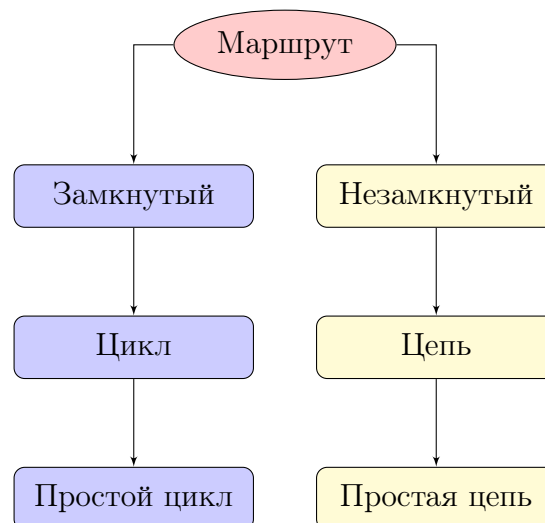 Маршрут
Замкнутый
Незамкнутый
Цикл
Цепь
Простой цикл
Простая цепь